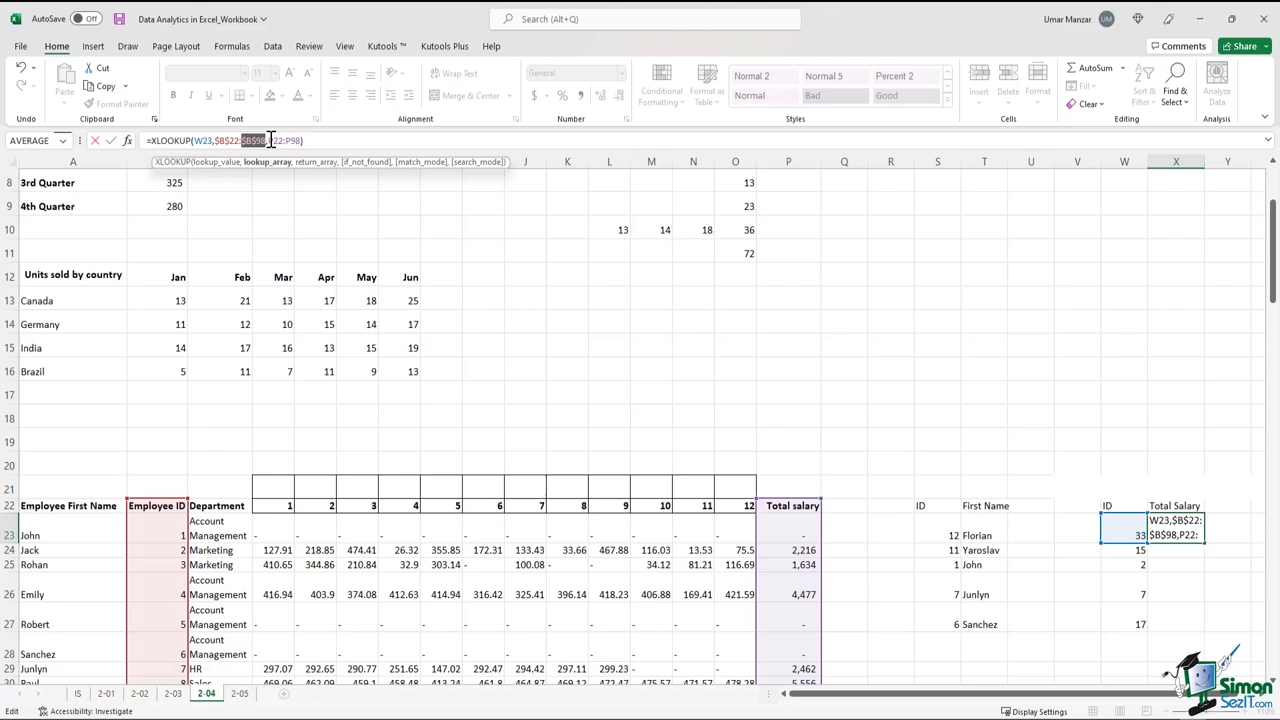 AutoSave Off Data Analytics in Excel_Workbook Search (Alt+Q) Umar Manzar UM
File Home Insert Draw Page Layout Formulas Data Review View Kutools ™ Kutools Plus Help Comments Share
Cut Copy Format Painter Paste
11 Wrap Text Merge & Center General
Conditional Formatting Format as Table
Normal 2 Normal 5 Percent 2
Normal Bad Good
Insert Delete Format AutoSum Fill Clear Sort & Filter Find & Select Analyze Data
Undo Clipboard Font Alignment Number Styles Cells Editing Analysis
AVERAGE =XLOOKUP(W23,$B$22:$B$98,P22:P98)
XLOOKUP(lookup_value, lookup_array, return_array, [if_not_found], [match_mode], [search_mode])
A J K L M N O P Q R S T U V W X Y
8 3rd Quarter 325 13
9 4th Quarter 280 23
10 13 14 18 36
11 72
12 Units sold by country Jan Feb Mar Apr May Jun
13 Canada 13 21 13 17 18 25
14 Germany 11 12 10 15 14 17
15 India 14 17 16 13 15 19
16 Brazil 5 11 7 11 9 13
17
18
19
20
21
22 Employee First Name Employee ID Department 1 2 3 4 5 6 7 8 9 10 11 12 Total salary ID First Name ID Total Salary
23 John 1 Account Management - - - - - - - - - - - - - 12 Florian 33 W23,$B$22:$B$98,P22:
24 Jack 2 Marketing 127.91 218.85 474.41 26.32 355.85 172.31 133.43 33.66 467.88 116.03 13.53 75.5 2,216 11 Yaroslav 15
25 Rohan 3 Marketing 410.65 344.86 210.84 32.9 303.14 - 100.08 - - 34.12 81.21 116.69 1,634 1 John 2
26 Emily 4 Account Management 416.94 403.9 374.08 412.63 414.94 316.42 325.41 396.14 418.23 406.88 169.41 421.59 4,477 7 Junlyn 7
27 Robert 5 Account Management - - - - - - - - - - - - - 6 Sanchez 17
28 Sanchez 6 Account Management - - - - - - - - - - - - -
29 Junlyn 7 HR 297.07 292.65 290.77 251.65 147.02 292.47 294.42 297.11 299.23 - - - 2,462
IS 2-01 2-02 2-03 2-04 2-05
Edit Accessibility: Investigate Display Settings
Simon SezIT.com